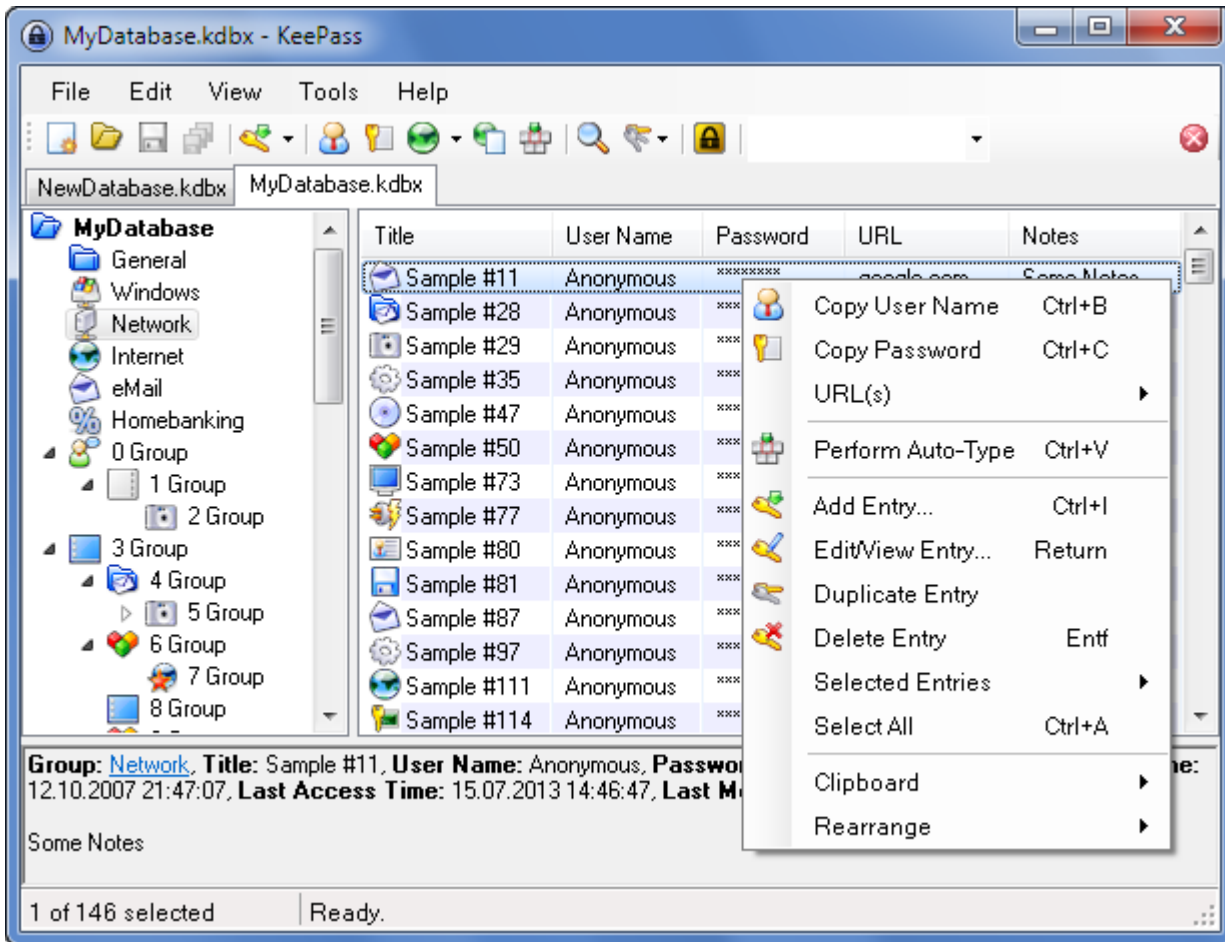 MyDatabase.kdbx - KeePass
File Edit View Tools Help
NewDatabase.kdbx MyDatabase.kdbx
MyDatabase
General
Windows
Network
Internet
eMail
Homebanking
0 Group
1 Group
2 Group
3 Group
4 Group
5 Group
6 Group
7 Group
8 Group
Title User Name Password URL Notes
Sample #11 Anonymous ******** google.com Some Notes
Sample #28 Anonymous ***
Sample #29 Anonymous ***
Sample #35 Anonymous ***
Sample #47 Anonymous ***
Sample #50 Anonymous ***
Sample #73 Anonymous ***
Sample #77 Anonymous ***
Sample #80 Anonymous ***
Sample #81 Anonymous ***
Sample #87 Anonymous ***
Sample #97 Anonymous ***
Sample #111 Anonymous ***
Sample #114 Anonymous ***
Copy User Name Ctrl+B
Copy Password Ctrl+C
URL(s)
Perform Auto-Type Ctrl+V
Add Entry... Ctrl+I
Edit/View Entry... Return
Duplicate Entry
Delete Entry Entf
Selected Entries
Select All Ctrl+A
Clipboard
Rearrange
Group: Network, Title: Sample #11, User Name: Anonymous,
12.10.2007 21:47:07, Last Access Time: 15.07.2013 14:46:47, Last
Some Notes
1 of 146 selected Ready.